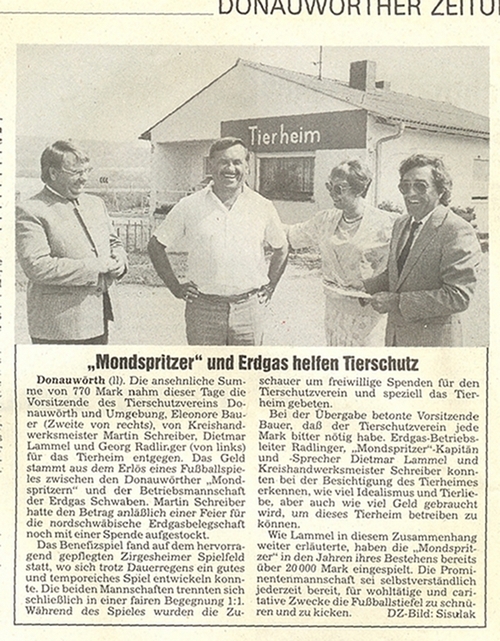 DONAUWÖRTHER ZEITU
Tierheim
„Mondspritzer“ und Erdgas helfen Tierschutz
Donauwörth (ll). Die ansehnliche Sum-
me von 770 Mark nahm dieser Tage die
Vorsitzende des Tierschutzvereins Do-
nauwörth und Umgebung, Eleonore Bau-
er (Zweite von rechts), von Kreishand-
werksmeister Martin Schreiber, Dietmar
Lammel und Georg Radlinger (von links)
für das Tierheim entgegen. Das Geld
stammt aus dem Erlös eines Fußballspie-
les zwischen den Donauwörther „Mond-
spritzern“ und der Betriebsmannschaft
der Erdgas Schwaben. Martin Schreiber
hatte den Betrag anläßlich einer Feier für
die nordschwäbische Erdgasbelegschaft
noch mit einer Spende aufgestockt.
Das Benefizspiel fand auf dem hervorra-
gend gepflegten Zirgesheimer Spielfeld
statt, wo sich trotz Dauerregens ein gutes
und temporeiches Spiel entwickeln konn-
te. Die beiden Mannschaften trennten sich
schließlich in einer fairen Begegnung 1:1.
Während des Spieles wurden die Zu-
schauer um freiwillige Spenden für den
Tierschutzverein und speziell das Tier-
heim gebeten.
Bei der Übergabe betonte Vorsitzende
Bauer, daß der Tierschutzverein jede
Mark bitter nötig habe. Erdgas-Betriebs-
leiter Radlinger, „Mondspritzer“-Kapitän
und -Sprecher Dietmar Lammel und
Kreishandwerksmeister Schreiber konn-
ten bei der Besichtigung des Tierheimes
erkennen, wie viel Idealismus und Tierlie-
be, aber auch wie viel Geld gebraucht
wird, um dieses Tierheim betreiben zu
können.
Wie Lammel in diesem Zusammenhang
weiter erläuterte, haben die „Mondsprit-
zer“ in den Jahren ihres Bestehens bereits
über 20000 Mark eingespielt. Die Promi-
nentenmannschaft sei selbstverständlich
jederzeit bereit, für wohltätige und cari-
tative Zwecke die Fußballstiefel zu schnü-
ren und zu kicken. DZ-Bild: Sisulak